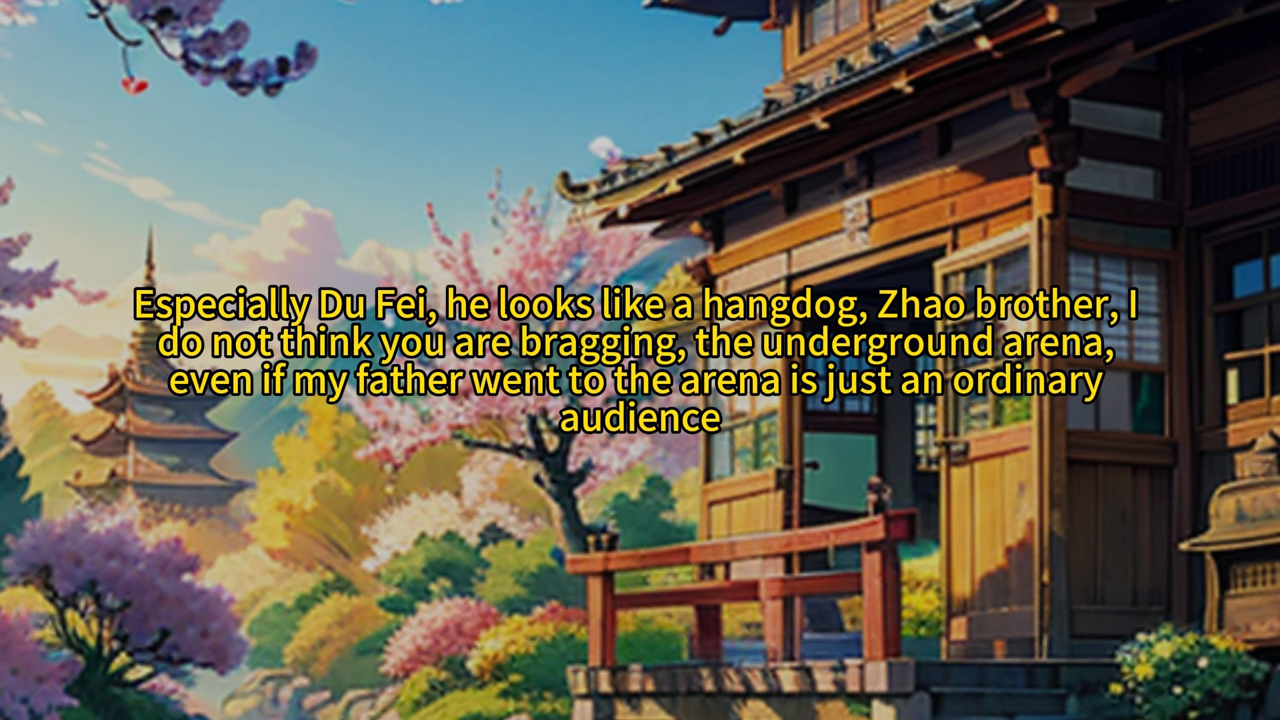 Especially Du Fei, he looks like a hangdog, Zhao brother, I
do not think you are bragging, the underground arena,
even if my father went to the arena is just an ordinary
audience